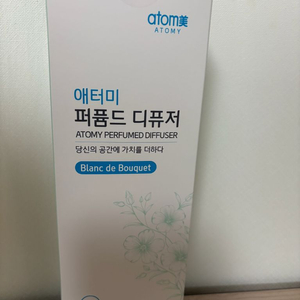 atom美
ATOMY
애터미
퍼퓸드 디퓨저
ATOMY PERFUMED DIFFUSER
당신의 공간에 가치를 더하다
Blanc de Bouquet